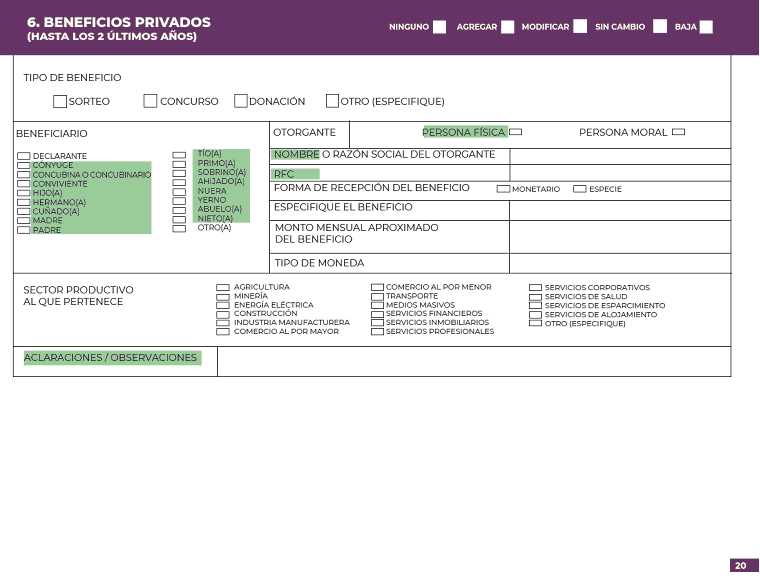 6. BENEFICIOS PRIVADOS
(HASTA LOS 2 ÚLTIMOS AÑOS)
NINGUNO AGREGAR MODIFICAR SIN CAMBIO BAJA
TIPO DE BENEFICIO
SORTEO CONCURSO DONACIÓN OTRO (ESPECIFIQUE)
BENEFICIARIO
DECLARANTE
CÓNYUGE
CONCUBINA O CONCUBINARIO
CONVIVIENTE
HIJO(A)
HERMANO(A)
CUÑADO(A)
MADRE
PADRE
TÍO(A)
PRIMO(A)
SOBRINO(A)
AHIJADO(A)
NUERA
YERNO
ABUELO(A)
NIETO(A)
OTRO(A)
OTORGANTE PERSONA FÍSICA PERSONA MORAL
NOMBRE O RAZÓN SOCIAL DEL OTORGANTE
RFC
FORMA DE RECEPCIÓN DEL BENEFICIO MONETARIO ESPECIE
ESPECIFIQUE EL BENEFICIO
MONTO MENSUAL APROXIMADO
DEL BENEFICIO
TIPO DE MONEDA
SECTOR PRODUCTIVO
AL QUE PERTENECE
AGRICULTURA
MINERÍA
ENERGÍA ELÉCTRICA
CONSTRUCCIÓN
INDUSTRIA MANUFACTURERA
COMERCIO AL POR MAYOR
COMERCIO AL POR MENOR
TRANSPORTE
MEDIOS MASIVOS
SERVICIOS FINANCIEROS
SERVICIOS INMOBILIARIOS
SERVICIOS PROFESIONALES
SERVICIOS CORPORATIVOS
SERVICIOS DE SALUD
SERVICIOS DE ESPARCIMIENTO
SERVICIOS DE ALOJAMIENTO
OTRO (ESPECIFIQUE)
ACLARACIONES / OBSERVACIONES
20